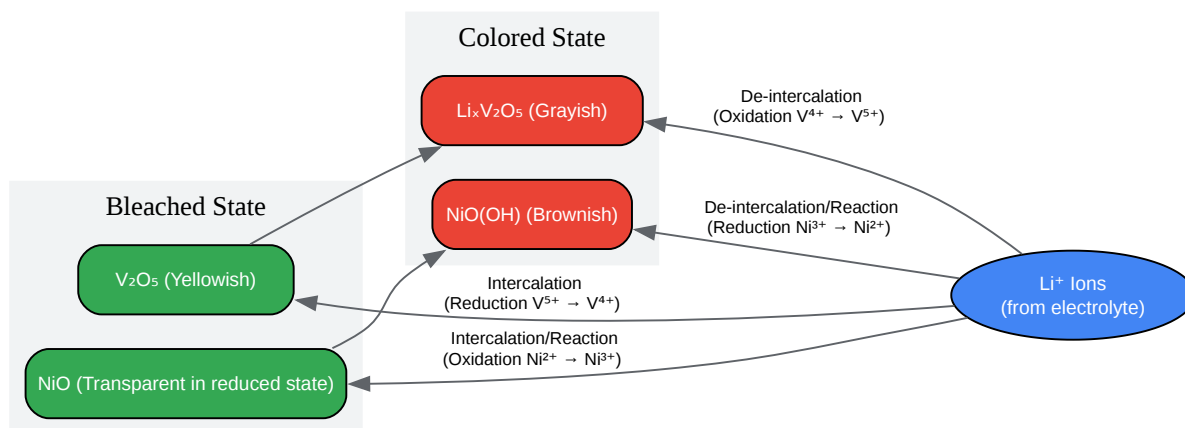 Colored State
LiₓV₂O₅ (Grayish)
NiO(OH) (Brownish)
Bleached State
V₂O₅ (Yellowish)
NiO (Transparent in reduced state)
De-intercalation
(Oxidation V⁴⁺ → V⁵⁺)
De-intercalation/Reaction
(Reduction Ni³⁺ → Ni²⁺)
Intercalation
(Reduction V⁵⁺ → V⁴⁺)
Intercalation/Reaction
(Oxidation Ni²⁺ → Ni³⁺)
Li⁺ Ions
(from electrolyte)